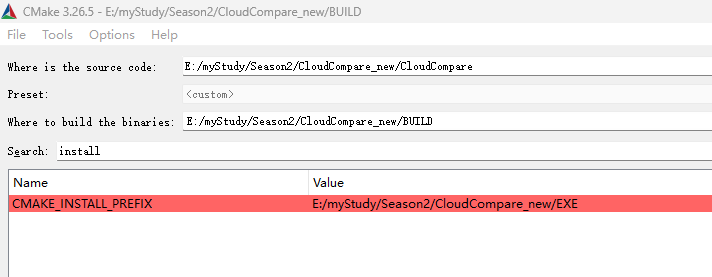 CMake 3.26.5 - E:/myStudy/Season2/CloudCompare_new/BUILD
File Tools Options Help
Where is the source code: E:/myStudy/Season2/CloudCompare_new/CloudCompare
Preset: <custom>
Where to build the binaries: E:/myStudy/Season2/CloudCompare_new/BUILD
Search: install
Name Value
CMAKE_INSTALL_PREFIX E:/myStudy/Season2/CloudCompare_new/EXE